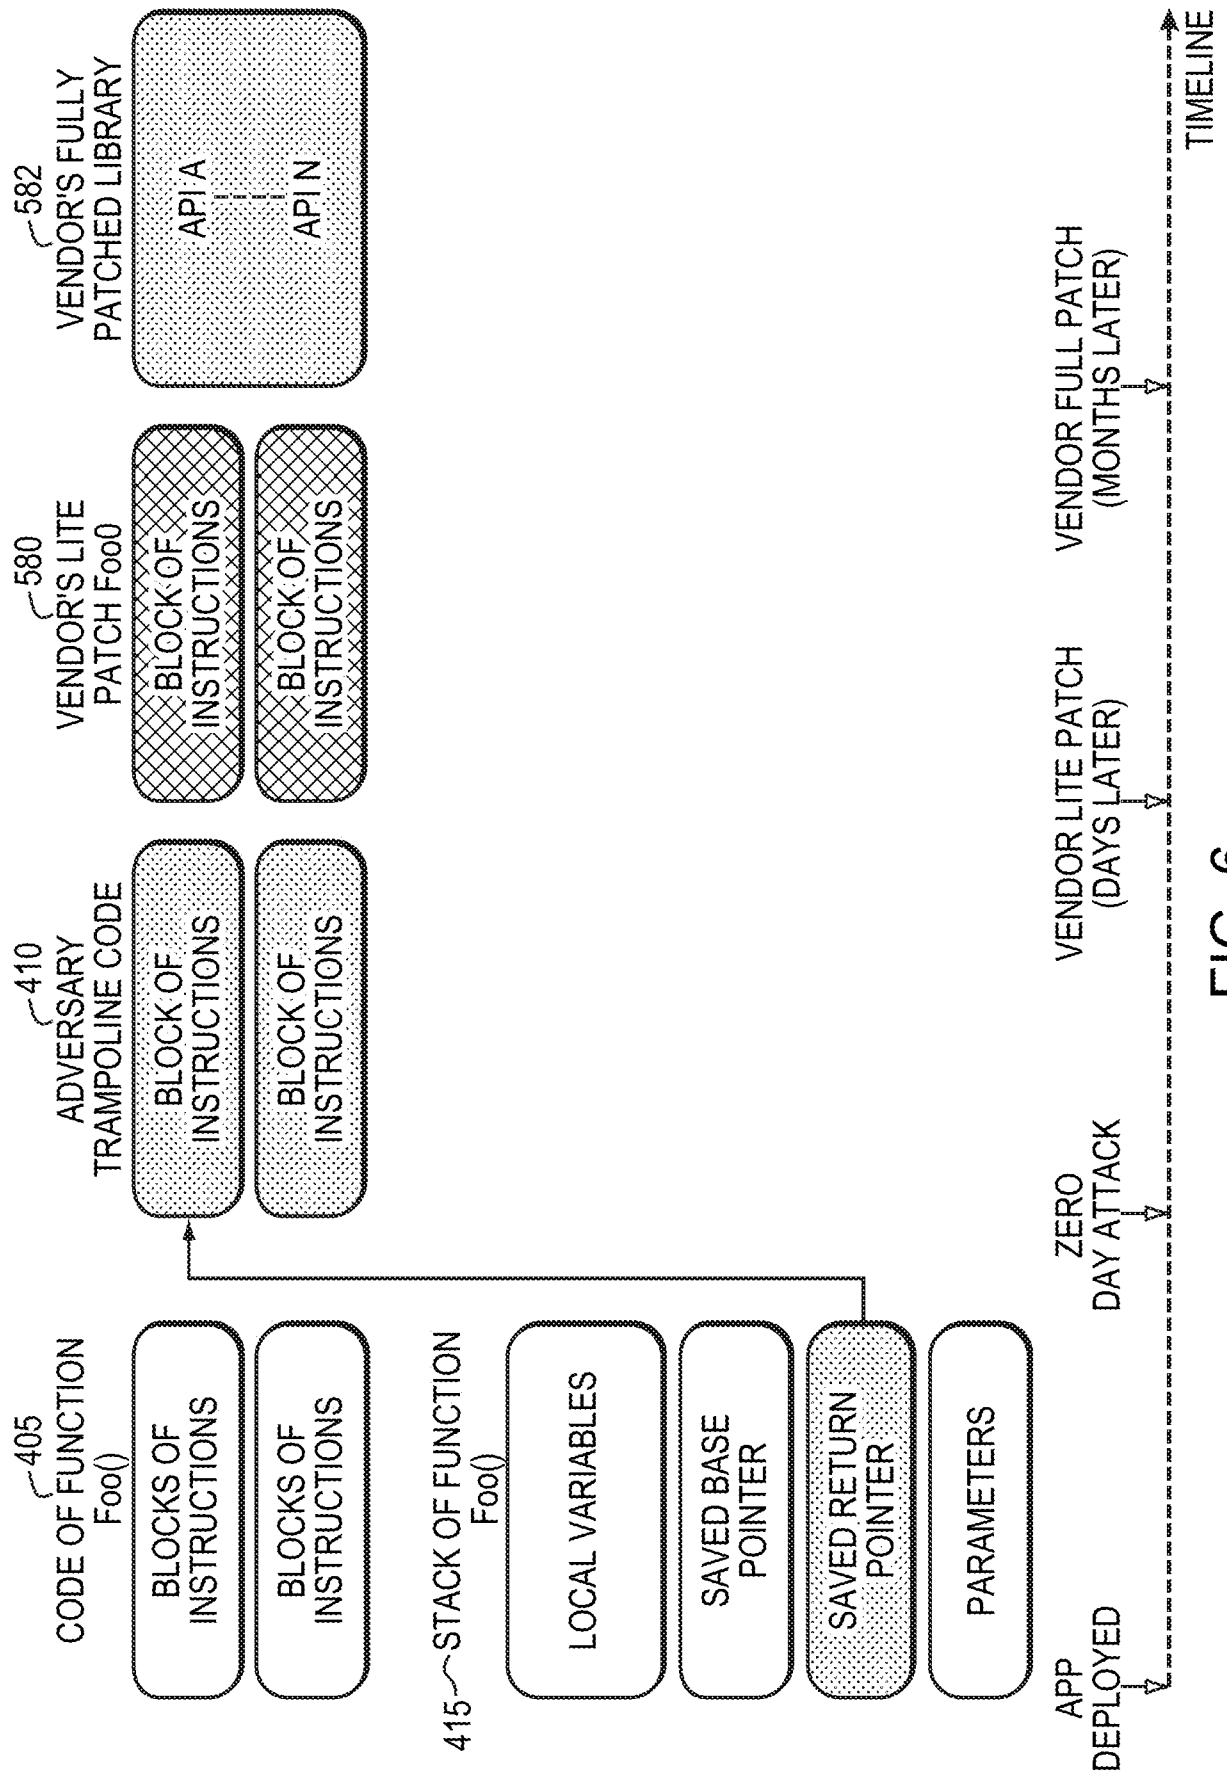 405
CODE OF FUNCTION
Foo()
BLOCKS OF
INSTRUCTIONS
BLOCKS OF
INSTRUCTIONS
410
ADVERSARY
TRAMPOLINE CODE
BLOCK OF
INSTRUCTIONS
BLOCK OF
INSTRUCTIONS
580
VENDOR'S LITE
PATCH Foo0
BLOCK OF
INSTRUCTIONS
BLOCK OF
INSTRUCTIONS
582
VENDOR'S FULLY
PATCHED LIBRARY
API A
API N
415
STACK OF FUNCTION
Foo()
LOCAL VARIABLES
SAVED BASE
POINTER
SAVED RETURN
POINTER
PARAMETERS
APP
DEPLOYED
ZERO
DAY ATTACK
VENDOR LITE PATCH
(DAYS LATER)
VENDOR FULL PATCH
(MONTHS LATER)
TIMELINE